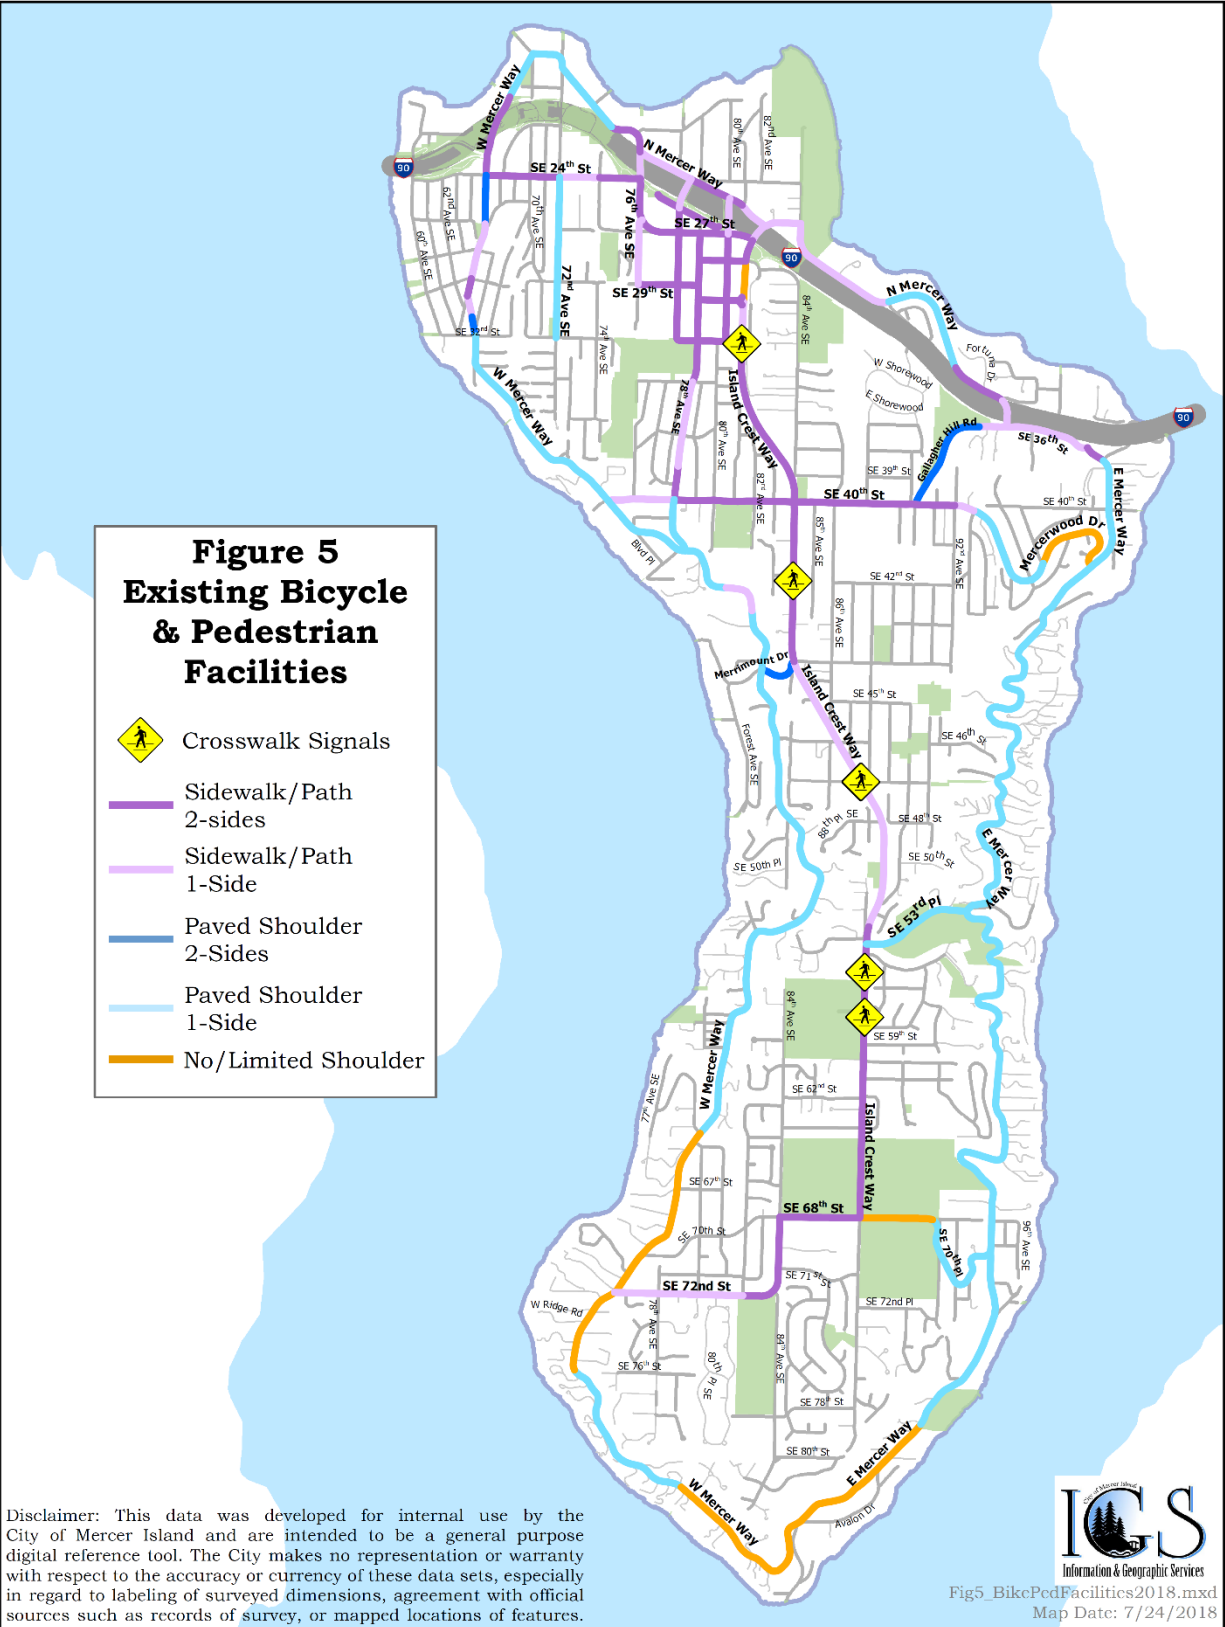 W Mercer Way
80th Ave SE
82nd Ave SE
N Mercer Way
90
SE 24th St
62nd Ave SE
70th Ave SE
76th Ave SE
SE 27th St
60th Ave SE
90
72nd Ave SE
SE 29th St
N Mercer Way
84th Ave SE
SE 32nd St
74th Ave SE
Fortuna Dr
W Shorewood
W Mercer Way
78th Ave SE
Island Crest Way
E Shorewood
90
80th Ave SE
Gallagher Hill Rd
SE 36th St
SE 39th St
82nd Ave SE
SE 40th St
SE 40th St
E Mercer Way
Figure 5
Existing Bicycle
& Pedestrian
Facilities
Crosswalk Signals
Sidewalk/Path
2-sides
Sidewalk/Path
1-Side
Paved Shoulder
2-Sides
Paved Shoulder
1-Side
No/Limited Shoulder
85th Ave SE
Mercerwood Dr
Blvd Pl
92nd Ave SE
SE 42nd St
86th Ave SE
Merrimount Dr
Island Crest Way
SE 45th St
Forest Ave SE
SE 46th St
88th Pl SE
SE 48th St
E Mercer Way
SE 50th Pl
SE 50th St
SE 53rd Pl
84th Ave SE
W Mercer Way
SE 59th St
77th Ave SE
SE 62nd St
Island Crest Way
SE 67th St
SE 68th St
SE 70th St
SE 70th Pl
96th Ave SE
SE 72nd St
SE 71st St
W Ridge Rd
78th Ave SE
SE 72nd Pl
84th Ave SE
80th Pl SE
SE 76th St
SE 78th St
SE 80th St
E Mercer Way
W Mercer Way
Avalon Dr
Disclaimer: This data was developed for internal use by the
City of Mercer Island and are intended to be a general purpose
digital reference tool. The City makes no representation or warranty
with respect to the accuracy or currency of these data sets, especially
in regard to labeling of surveyed dimensions, agreement with official
sources such as records of survey, or mapped locations of features.
City of Mercer Island
IGS
Information & Geographic Services
Fig5_BikePedFacilities2018.mxd
Map Date: 7/24/2018